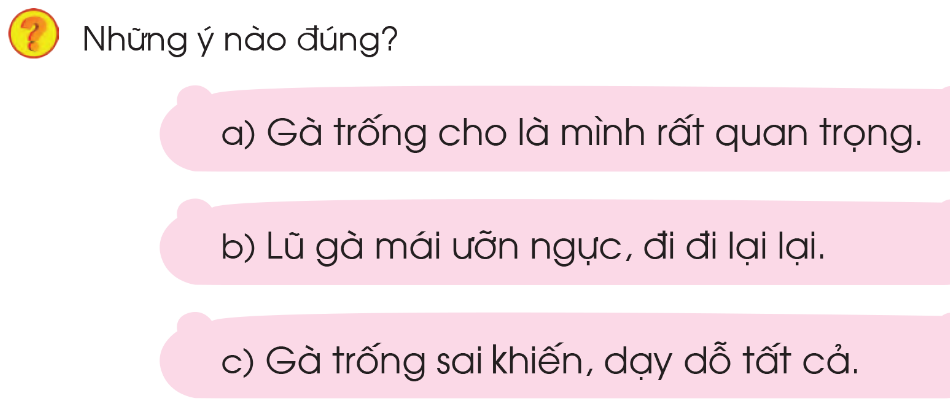 ?
Những ý nào đúng?
a) Gà trống cho là mình rất quan trọng.
b) Lũ gà mái ưỡn ngực, đi đi lại lại.
c) Gà trống sai khiến, dạy dỗ tất cả.